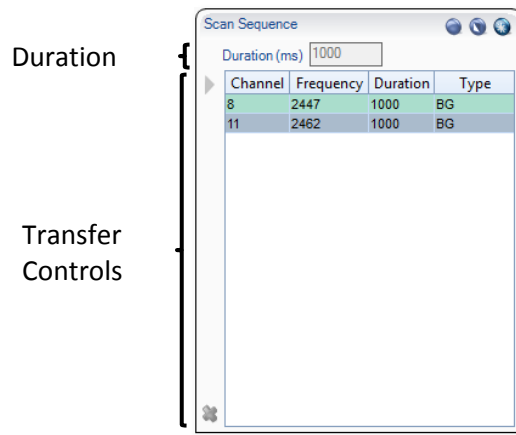 Scan Sequence
Duration
Duration (ms) 1000
Channel Frequency Duration Type
8 2447 1000 BG
11 2462 1000 BG
Transfer
Controls